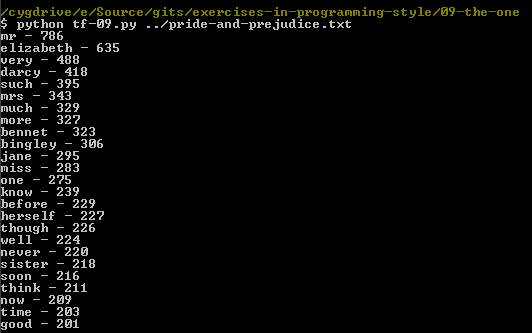 /cygdrive/e/Source/gits/exercises-in-programming-style/09-the-one
$ python tf-09.py ../pride-and-prejudice.txt
mr - 786
elizabeth - 635
very - 488
darcy - 418
such - 395
mrs - 343
much - 329
more - 327
bennet - 323
bingley - 306
jane - 295
miss - 283
one - 275
know - 239
before - 229
herself - 227
though - 226
well - 224
never - 220
sister - 218
soon - 216
think - 211
now - 209
time - 203
good - 201